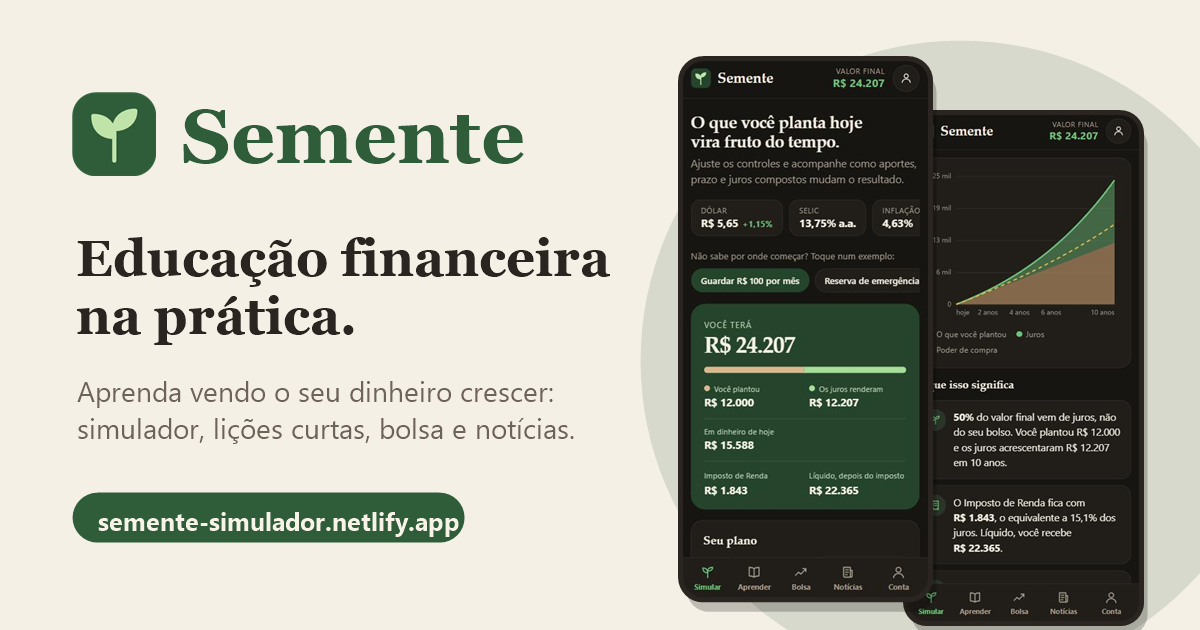 Semente
Educação financeira
na prática.
Aprenda vendo o seu dinheiro crescer:
simulador, lições curtas, bolsa e notícias.
semente-simulador.netlify.app
Semente
VALOR FINAL
R$ 24.207
O que você planta hoje
vira fruto do tempo.
Ajuste os controles e acompanhe como aportes,
prazo e juros compostos mudam o resultado.
DÓLAR
R$ 5,65 +1,15%
SELIC
13,75% a.a.
INFLAÇÃO
4,63%
Não sabe por onde começar? Toque num exemplo:
Guardar R$ 100 por mês
Reserva de emergência
VOCÊ TERÁ
R$ 24.207
Você plantou
R$ 12.000
Os juros renderam
R$ 12.207
Em dinheiro de hoje
R$ 15.588
Imposto de Renda
R$ 1.843
Líquido, depois do imposto
R$ 22.365
Seu plano
Simular
Aprender
Bolsa
Notícias
Conta
Semente
VALOR FINAL
R$ 24.207
25 mil
19 mil
13 mil
6 mil
0
hoje 2 anos 4 anos 6 anos 10 anos
O que você plantou Juros
Poder de compra
ue isso significa
50% do valor final vem de juros, não
do seu bolso. Você plantou R$ 12.000
e os juros acrescentaram R$ 12.207
em 10 anos.
O Imposto de Renda fica com
R$ 1.843, o equivalente a 15,1% dos
juros. Líquido, você recebe
R$ 22.365.
Simular
Aprender
Bolsa
Notícias
Conta